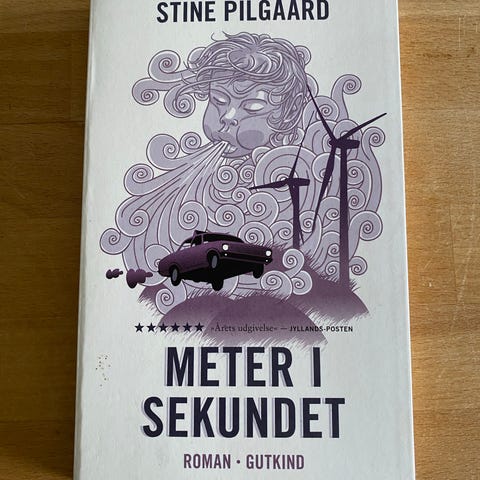 STINE PILGAARD
★★★★★★ »Årets udgivelse« — JYLLANDS-POSTEN
METER I
SEKUNDET
ROMAN • GUTKIND